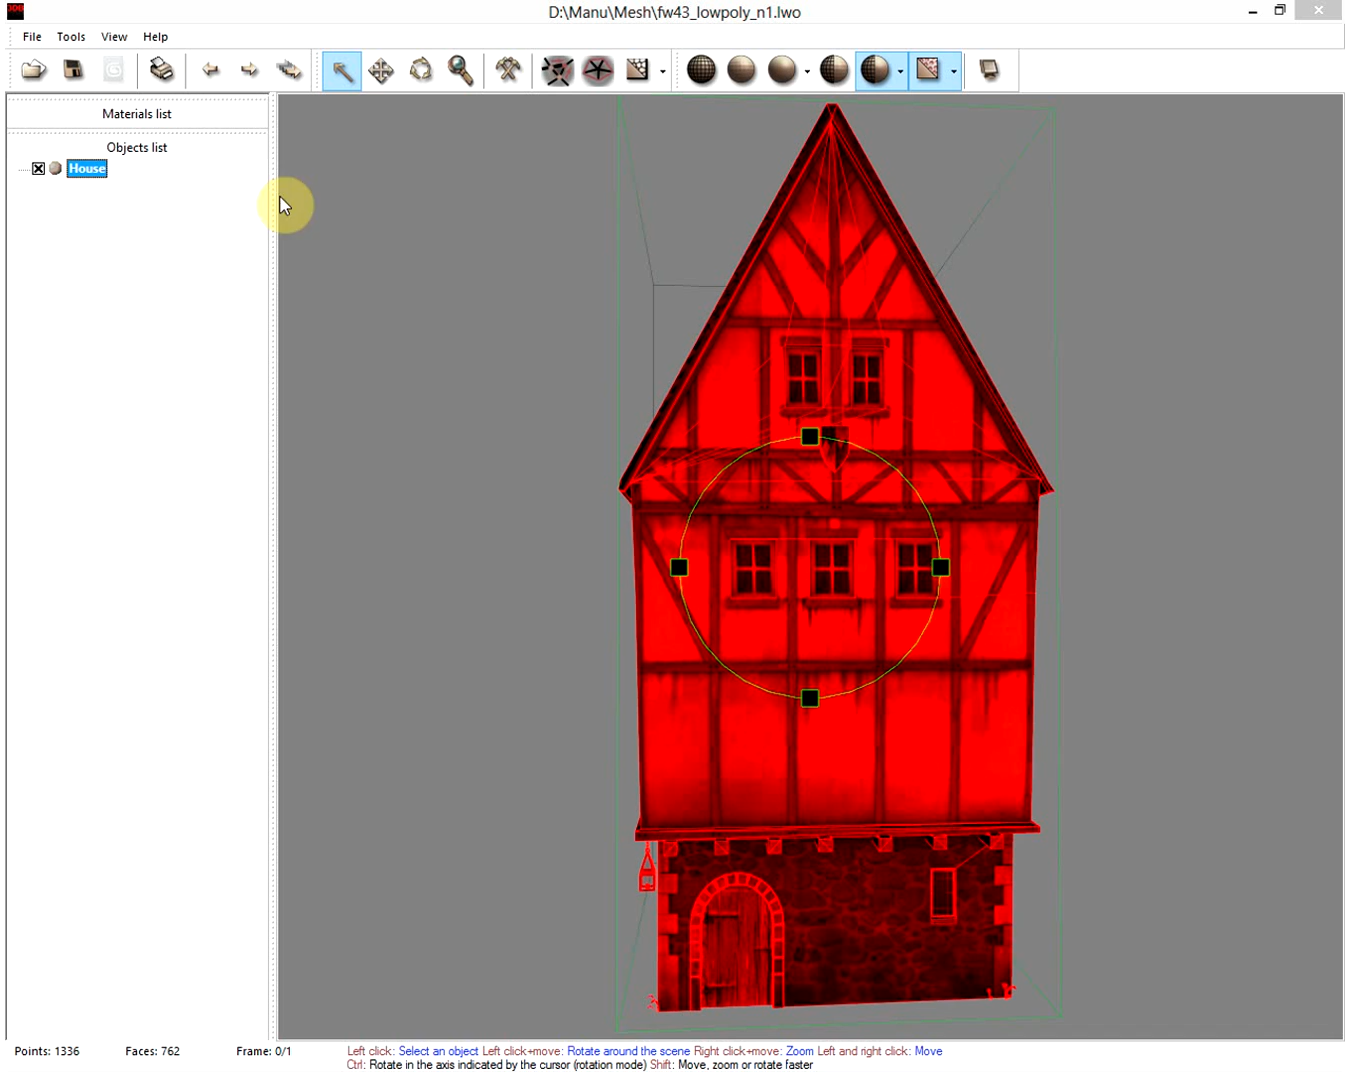 D:\Manu\Mesh\fw43_lowpoly_n1.lwo
File Tools View Help
Materials list
Objects list
House
Points: 1336 Faces: 762 Frame: 0/1 Left click: Select an object Left click+move: Rotate around the scene Right click+move: Zoom Left and right click: Move
Ctrl: Rotate in the axis indicated by the cursor (rotation mode) Shift: Move, zoom or rotate faster